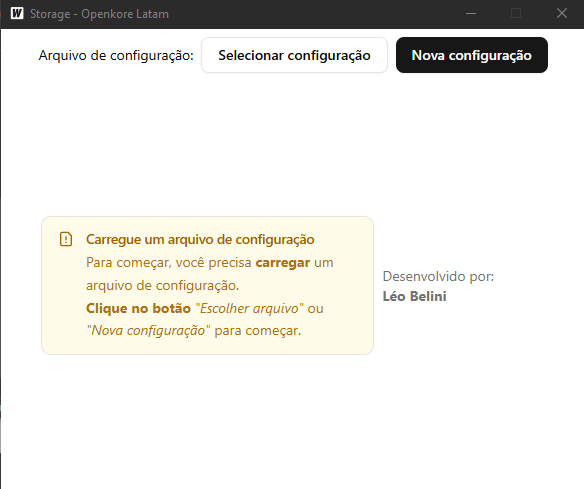 W Storage - Openkore Latam
Arquivo de configuração: Selecionar configuração Nova configuração
Carregue um arquivo de configuração
Para começar, você precisa carregar um
arquivo de configuração.
Clique no botão "Escolher arquivo" ou
"Nova configuração" para começar.
Desenvolvido por:
Léo Belini